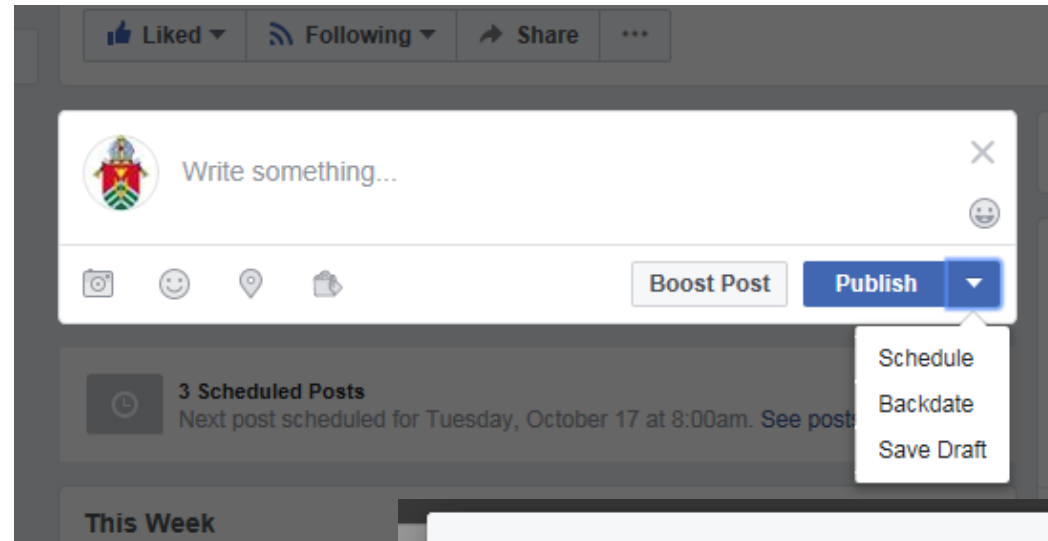 Liked Following Share ...
Write something...
Boost Post Publish
Schedule
Backdate
Save Draft
3 Scheduled Posts
Next post scheduled for Tuesday, October 17 at 8:00am. See posts
This Week